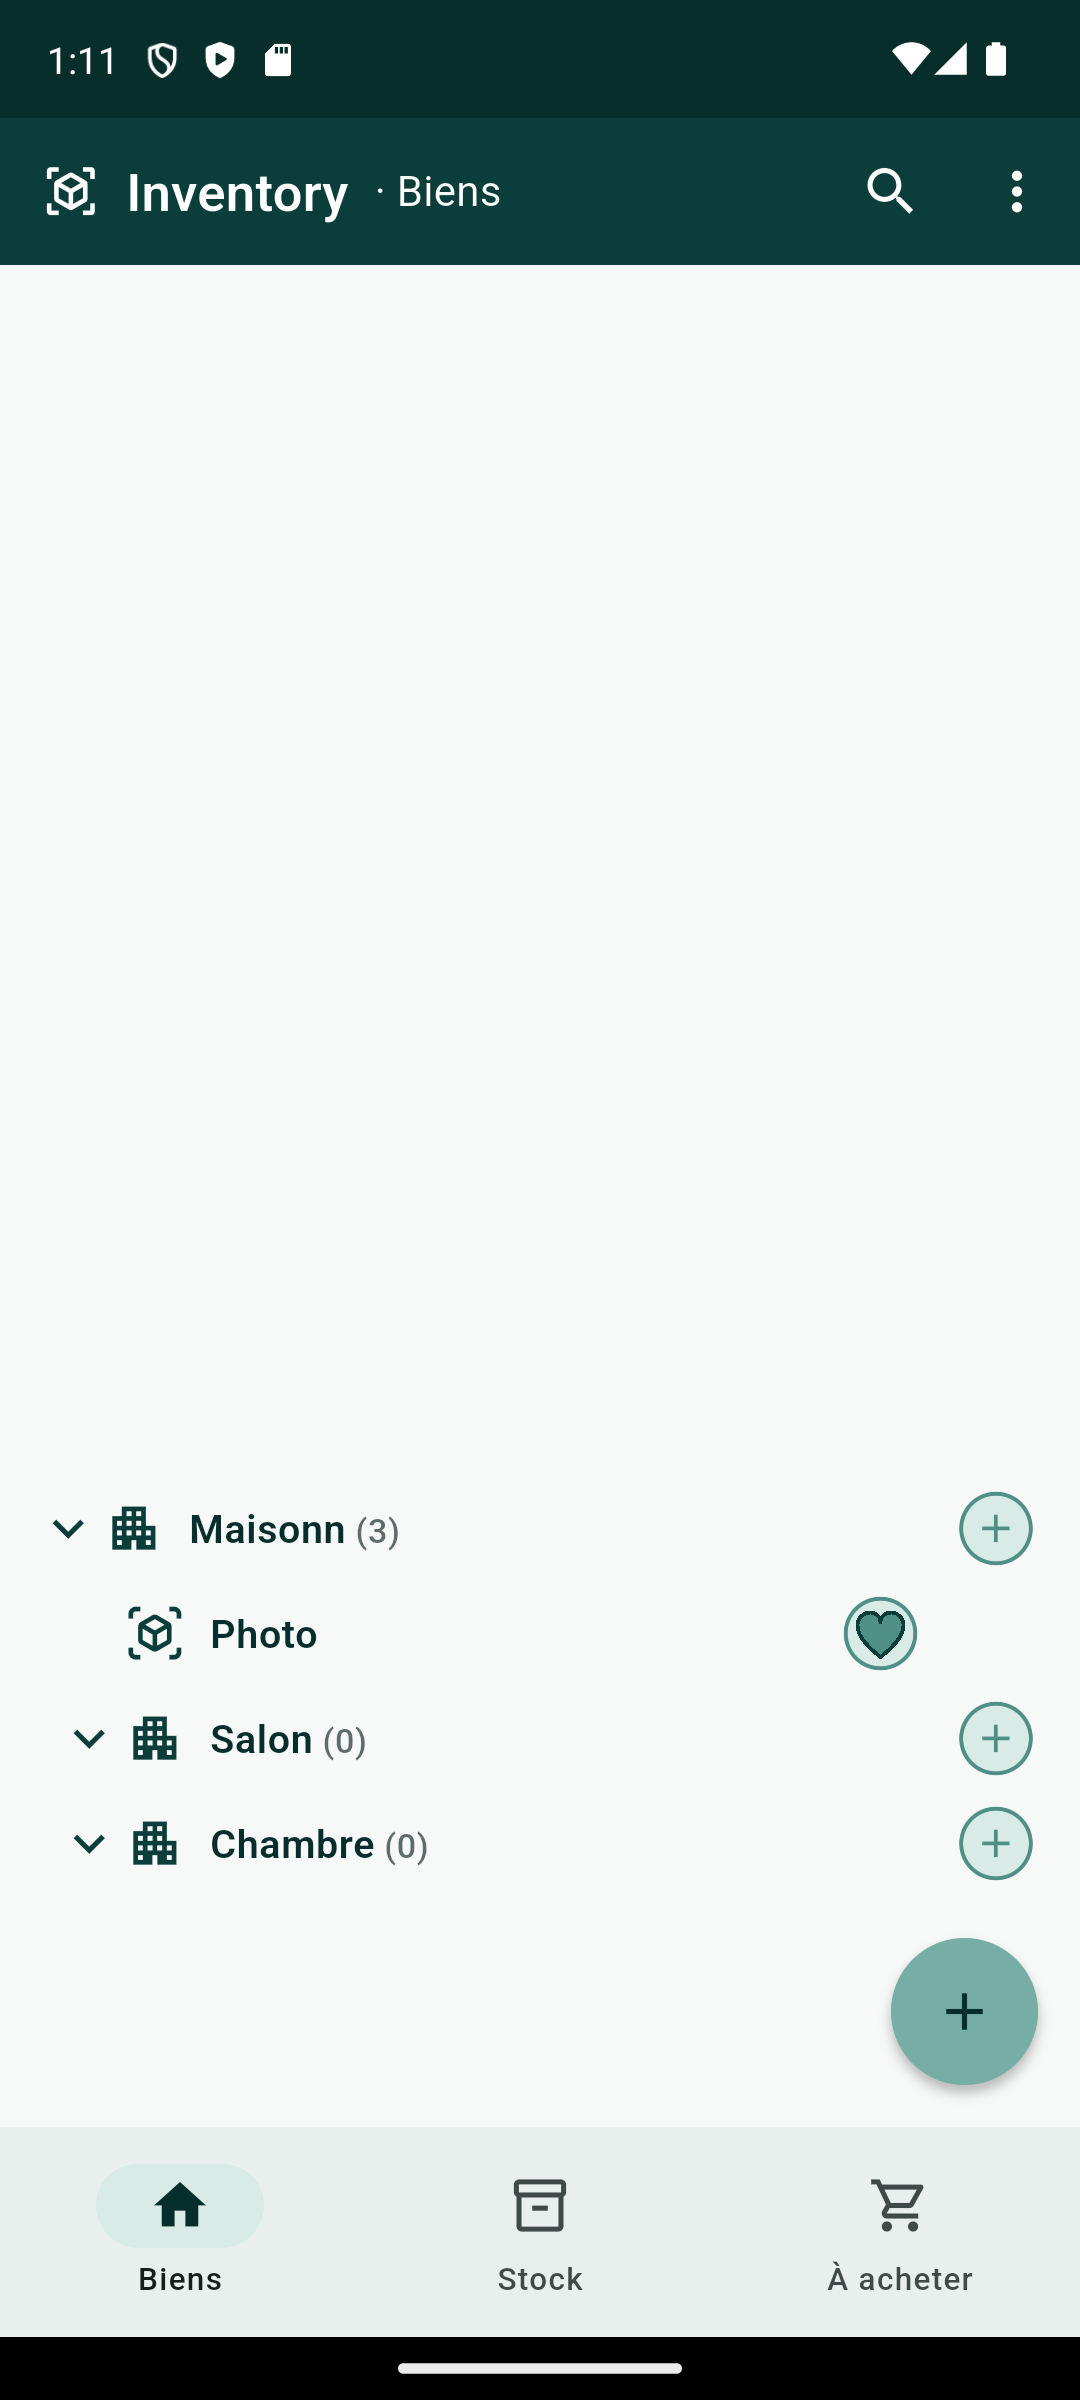 1:11
Inventory · Biens
Maisonn (3)
Photo
Salon (0)
Chambre (0)
Biens
Stock
À acheter